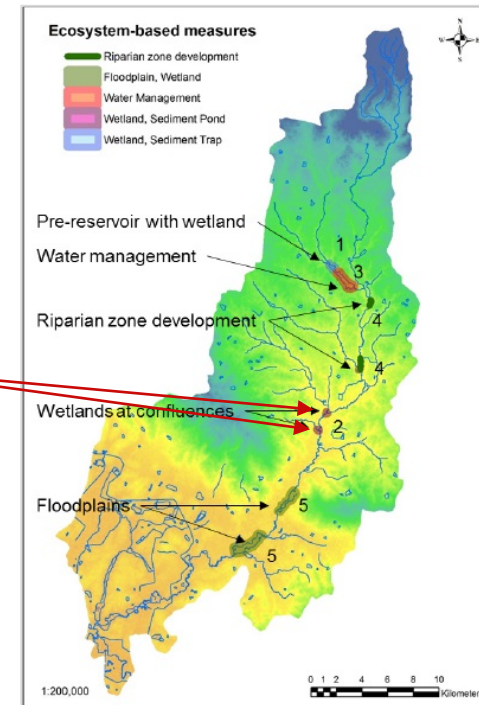 Ecosystem-based measures
Riparian zone development
Floodplain, Wetland
Water Management
Wetland, Sediment Pond
Wetland, Sediment Trap
N
W E
S
Pre-reservoir with wetland
1
Water management
3
Riparian zone development
4
4
Wetlands at confluences
2
Floodplains
5
5
1:200,000
0 1 2 4 6 8 10
Kilometer